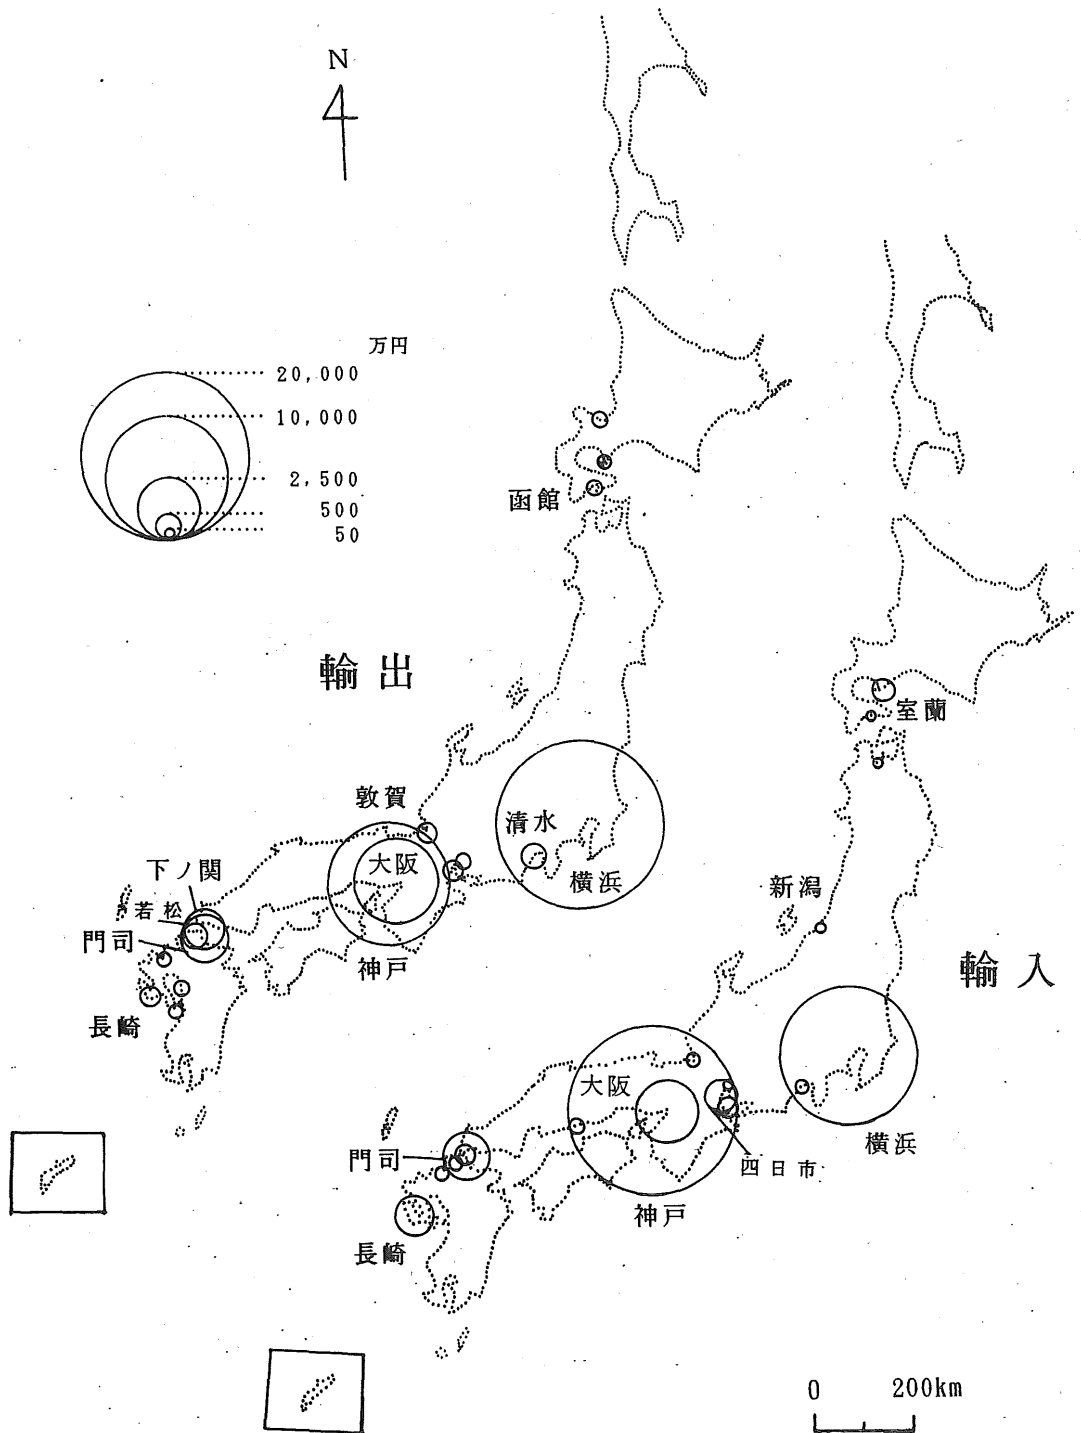 N
万円
20,000
10,000
2,500
500
50
函館
輸出
室蘭
敦賀
清水
下ノ関
大阪
横浜
新潟
若松
門司
神戸
輸入
長崎
大阪
横浜
門司
四日市
神戸
長崎
0 200km